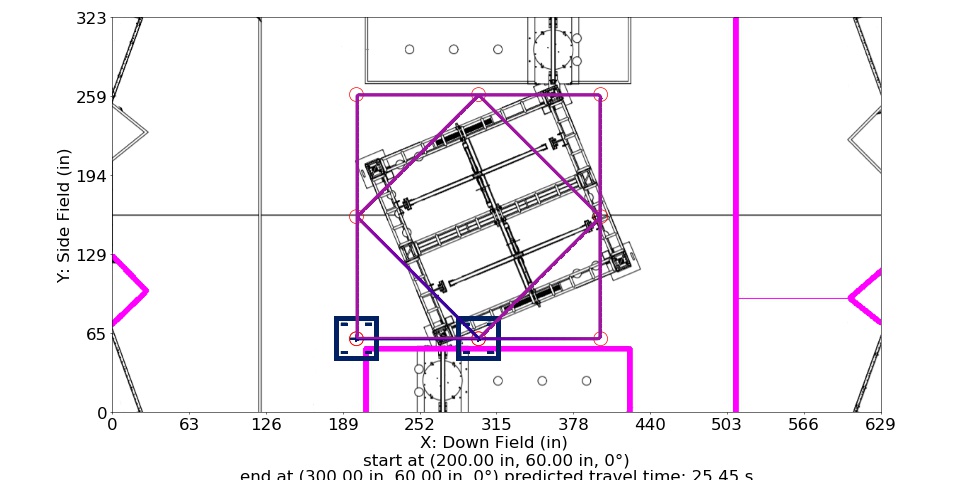 323
259
194
129
65
0
Y: Side Field (in)
0 63 126 189 252 315 378 440 503 566 629
X: Down Field (in)
start at (200.00 in, 60.00 in, 0°)
end at (300.00 in, 60.00 in, 0°) predicted travel time: 25.45 s